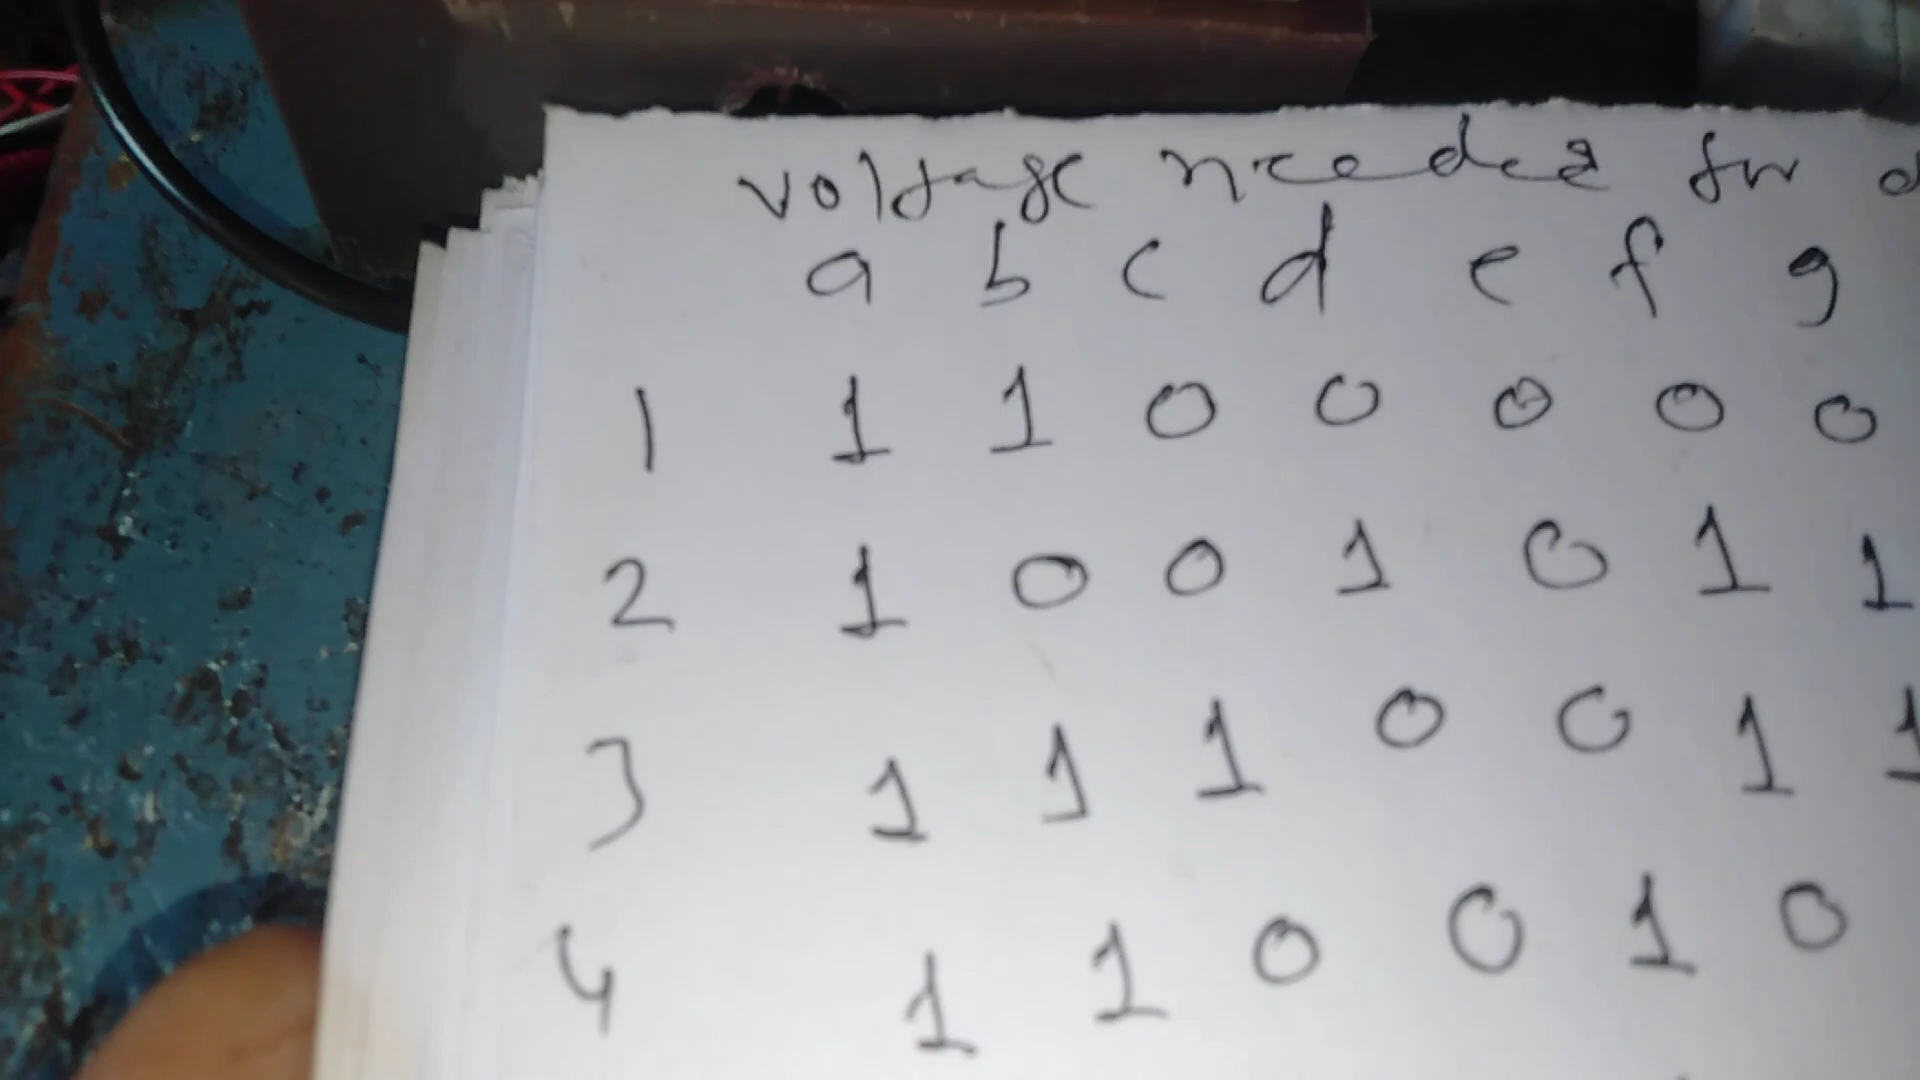 voltage needed for d
a b c d e f g
1 1 1 0 0 0 0 0
2 1 0 0 1 0 1 1
3 1 1 1 0 0 1 1
4 1 1 0 0 1 0